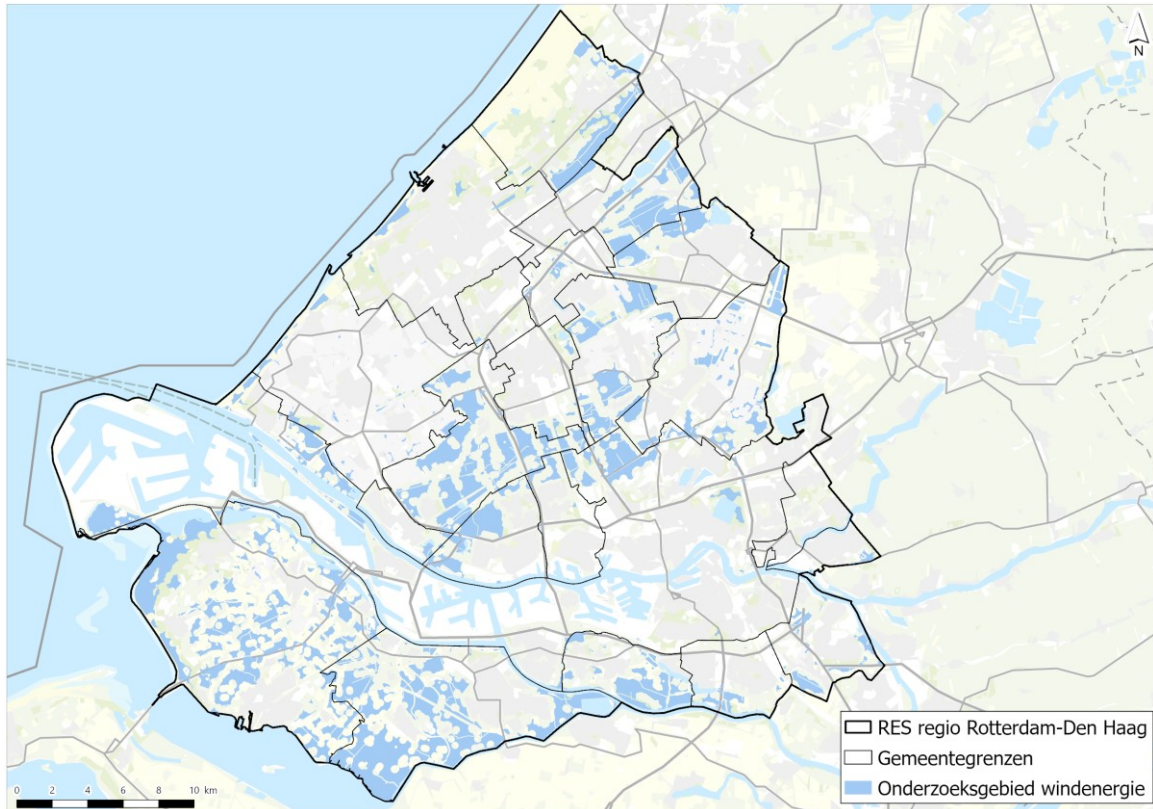 N
RES regio Rotterdam-Den Haag
Gemeentegrenzen
Onderzoeksgebied windenergie
0 2 4 6 8 10 km